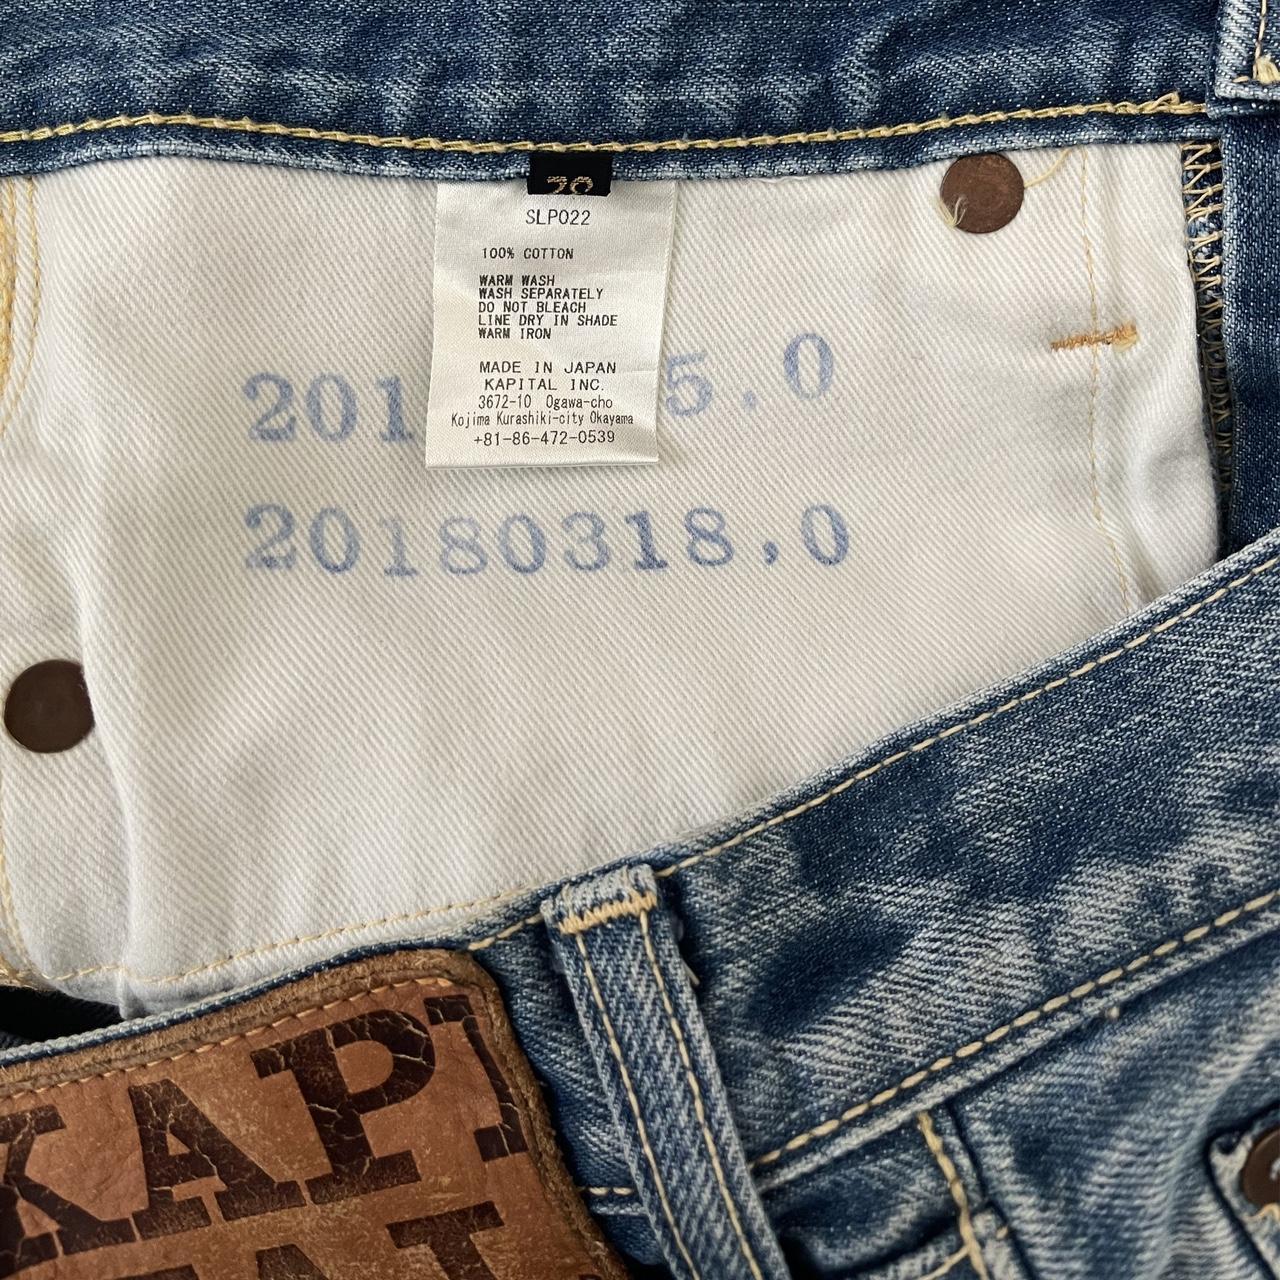 SLP022
100% COTTON
WARM WASH
WASH SEPARATELY
DO NOT BLEACH
LINE DRY IN SHADE
WARM IRON
MADE IN JAPAN
KAPITAL INC.
3672-10 Ogawa-cho
Kojima Kurashiki-city Okayama
+81-86-472-0539
201 5.0
20180318.0
KAPI